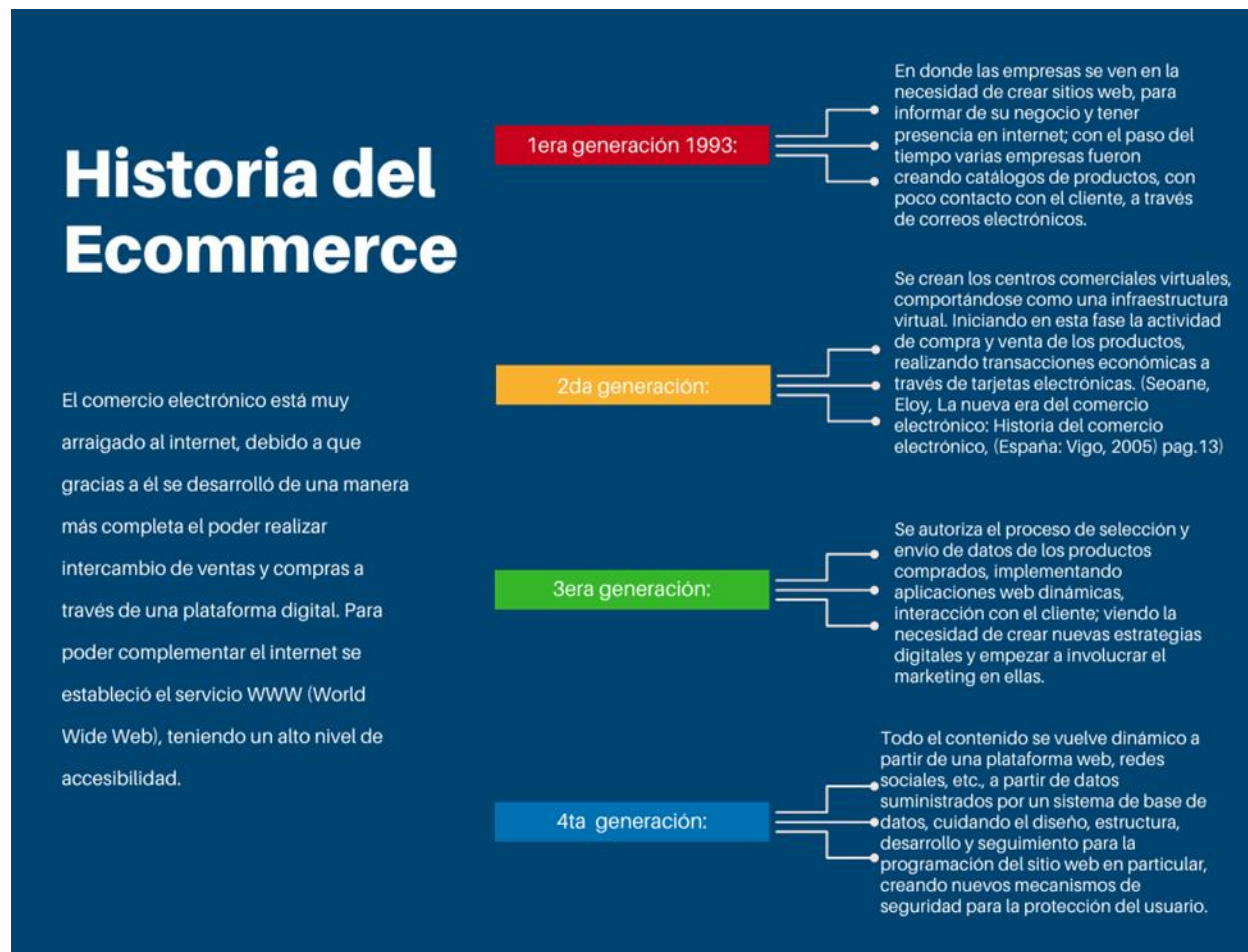 Historia del
Ecommerce
El comercio electrónico está muy
arraigado al internet, debido a que
gracias a él se desarrolló de una manera
más completa el poder realizar
intercambio de ventas y compras a
través de una plataforma digital. Para
poder complementar el internet se
estableció el servicio WWW (World
Wide Web), teniendo un alto nivel de
accesibilidad.
1era generación 1993:
En donde las empresas se ven en la
necesidad de crear sitios web, para
informar de su negocio y tener
presencia en internet; con el paso del
tiempo varias empresas fueron
creando catálogos de productos, con
poco contacto con el cliente, a través
de correos electrónicos.
2da generación:
Se crean los centros comerciales virtuales,
comportándose como una infraestructura
virtual. Iniciando en esta fase la actividad
de compra y venta de los productos,
realizando transacciones económicas a
través de tarjetas electrónicas. (Seoane,
Eloy, La nueva era del comercio
electrónico: Historia del comercio
electrónico, (España: Vigo, 2005) pag.13)
3era generación:
Se autoriza el proceso de selección y
envío de datos de los productos
comprados, implementando
aplicaciones web dinámicas,
interacción con el cliente; viendo la
necesidad de crear nuevas estrategias
digitales y empezar a involucrar el
marketing en ellas.
4ta generación:
Todo el contenido se vuelve dinámico a
partir de una plataforma web, redes
sociales, etc., a partir de datos
suministrados por un sistema de base de
datos, cuidando el diseño, estructura,
desarrollo y seguimiento para la
programación del sitio web en particular,
creando nuevos mecanismos de
seguridad para la protección del usuario.